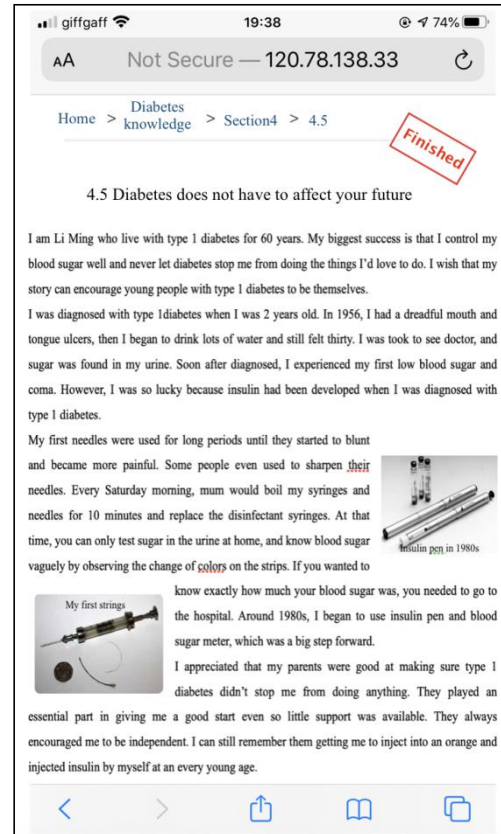 giffgaff 19:38 74%
AA Not Secure — 120.78.138.33
Home > Diabetes knowledge > Section4 > 4.5
Finished
4.5 Diabetes does not have to affect your future
I am Li Ming who live with type 1 diabetes for 60 years. My biggest success is that I control my
blood sugar well and never let diabetes stop me from doing the things I'd love to do. I wish that my
story can encourage young people with type 1 diabetes to be themselves.
I was diagnosed with type 1diabetes when I was 2 years old. In 1956, I had a dreadful mouth and
tongue ulcers, then I began to drink lots of water and still felt thirty. I was took to see doctor, and
sugar was found in my urine. Soon after diagnosed, I experienced my first low blood sugar and
coma. However, I was so lucky because insulin had been developed when I was diagnosed with
type 1 diabetes.
My first needles were used for long periods until they started to blunt
and became more painful. Some people even used to sharpen their
needles. Every Saturday morning, mum would boil my syringes and
needles for 10 minutes and replace the disinfectant syringes. At that
time, you can only test sugar in the urine at home, and know blood sugar
vaguely by observing the change of colors on the strips. If you wanted to
Insulin pen in 1980s
My first strings
know exactly how much your blood sugar was, you needed to go to
the hospital. Around 1980s, I began to use insulin pen and blood
sugar meter, which was a big step forward.
I appreciated that my parents were good at making sure type 1
diabetes didn't stop me from doing anything. They played an
essential part in giving me a good start even so little support was available. They always
encouraged me to be independent. I can still remember them getting me to inject into an orange and
injected insulin by myself at an every young age.